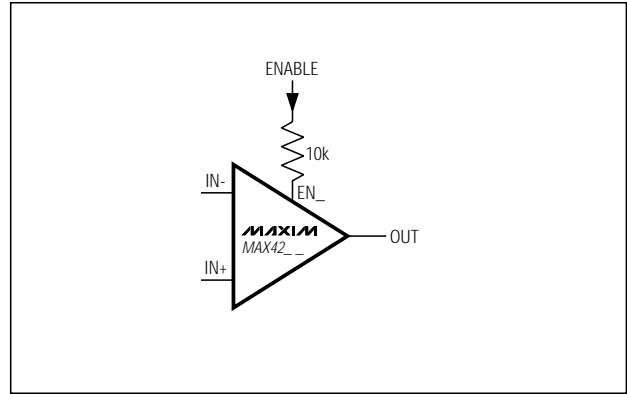 ENABLE
10k
EN_
IN-
MAXIM
MAX42_ _
OUT
IN+